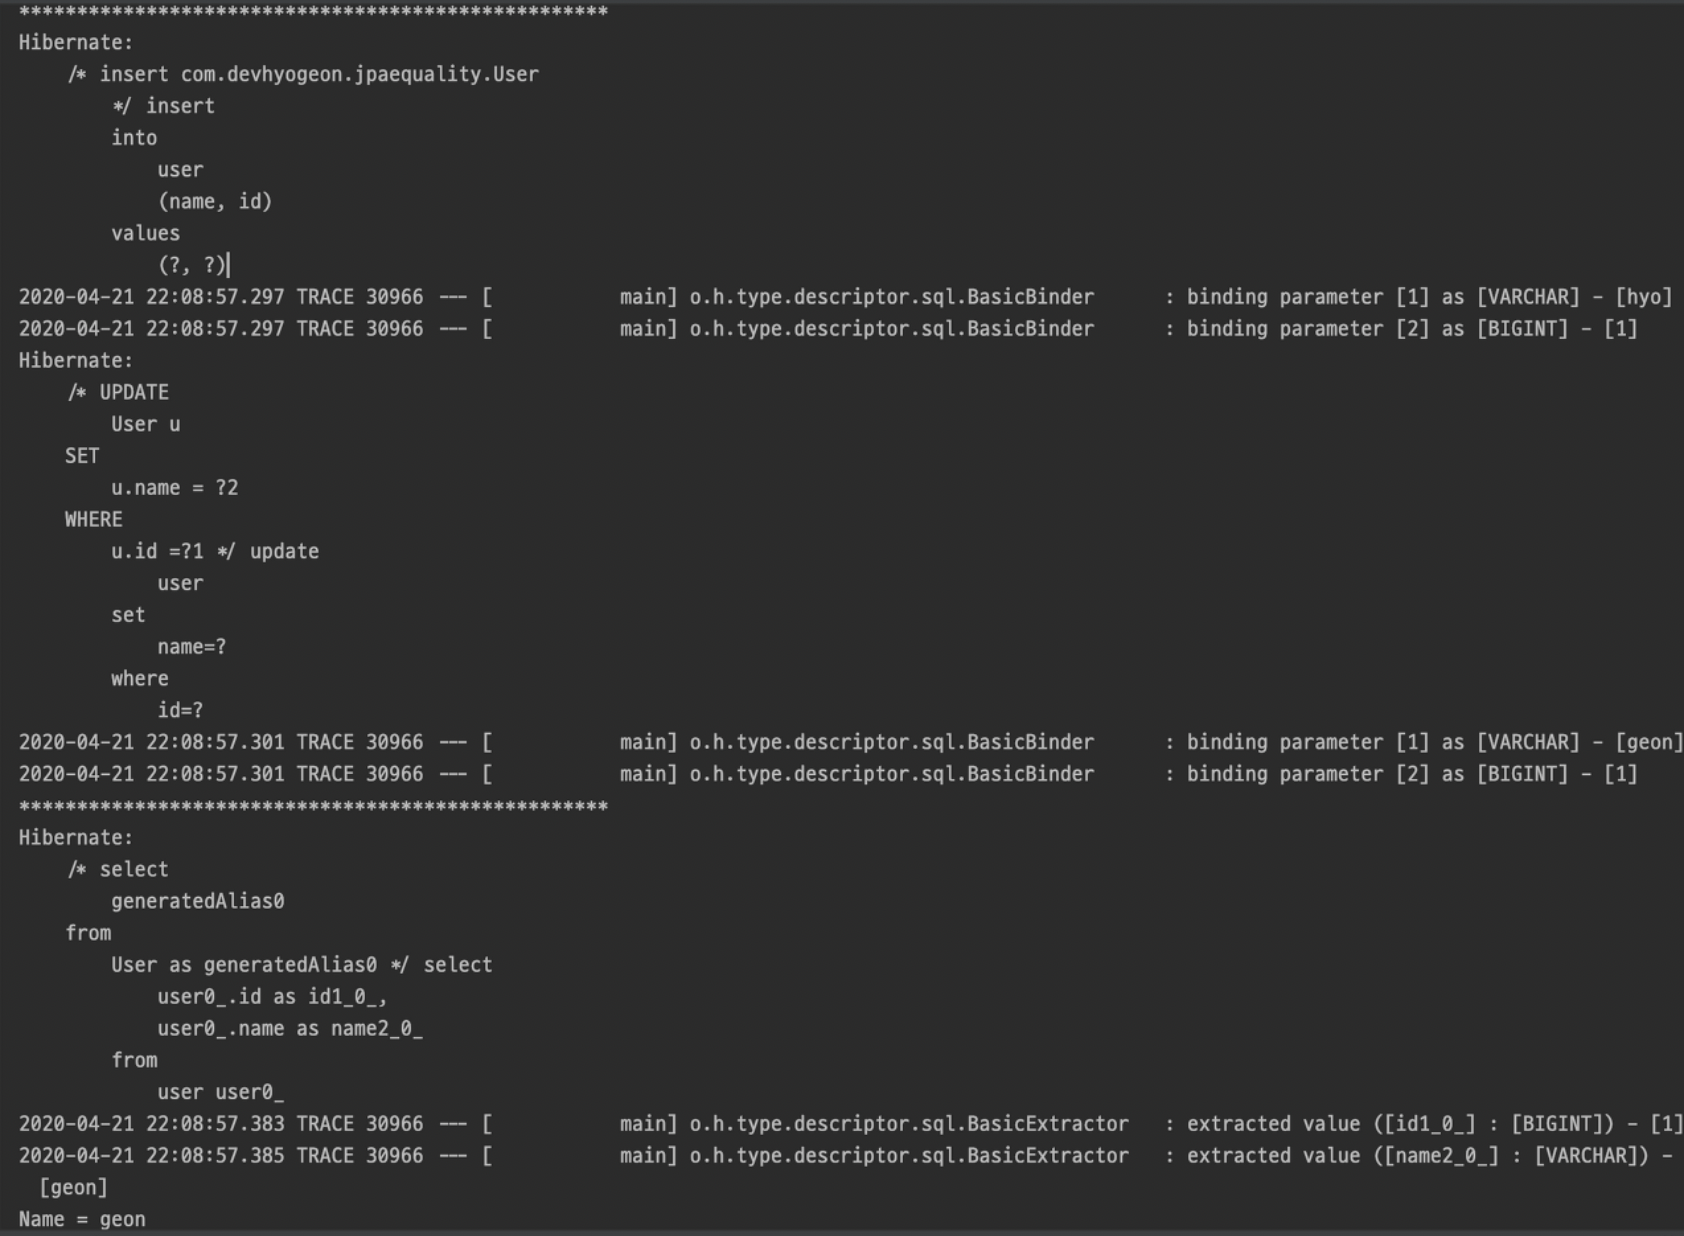 ***************************************************
Hibernate:
    /* insert com.devhyogeon.jpaequality.User
        */ insert
        into
            user
            (name, id)
        values
            (?, ?)
2020-04-21 22:08:57.297 TRACE 30966 --- [           main] o.h.type.descriptor.sql.BasicBinder      : binding parameter [1] as [VARCHAR] - [hyo]
2020-04-21 22:08:57.297 TRACE 30966 --- [           main] o.h.type.descriptor.sql.BasicBinder      : binding parameter [2] as [BIGINT] - [1]
Hibernate:
    /* UPDATE
        User u
    SET
        u.name = ?2
    WHERE
        u.id =?1 */ update
            user
        set
            name=?
        where
            id=?
2020-04-21 22:08:57.301 TRACE 30966 --- [           main] o.h.type.descriptor.sql.BasicBinder      : binding parameter [1] as [VARCHAR] - [geon]
2020-04-21 22:08:57.301 TRACE 30966 --- [           main] o.h.type.descriptor.sql.BasicBinder      : binding parameter [2] as [BIGINT] - [1]
***************************************************
Hibernate:
    /* select
        generatedAlias0
    from
        User as generatedAlias0 */ select
            user0_.id as id1_0_,
            user0_.name as name2_0_
        from
            user user0_
2020-04-21 22:08:57.383 TRACE 30966 --- [           main] o.h.type.descriptor.sql.BasicExtractor   : extracted value ([id1_0_] : [BIGINT]) - [1]
2020-04-21 22:08:57.385 TRACE 30966 --- [           main] o.h.type.descriptor.sql.BasicExtractor   : extracted value ([name2_0_] : [VARCHAR]) -
  [geon]
Name = geon